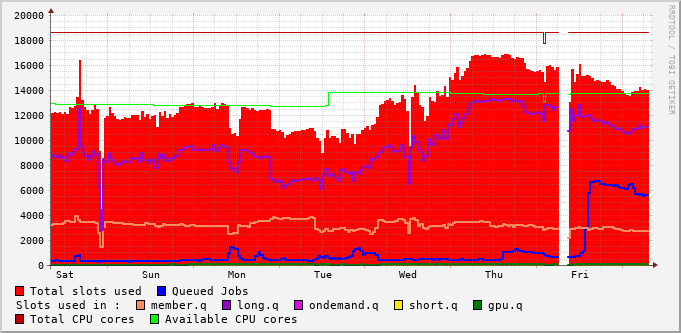 20000
18000
16000
14000
12000
10000
8000
6000
4000
2000
0
Sat Sun Mon Tue Wed Thu Fri
RRDTOOL / TOBI OETIKER
Total slots used Queued Jobs
Slots used in : member.q long.q ondemand.q short.q gpu.q
Total CPU cores Available CPU cores